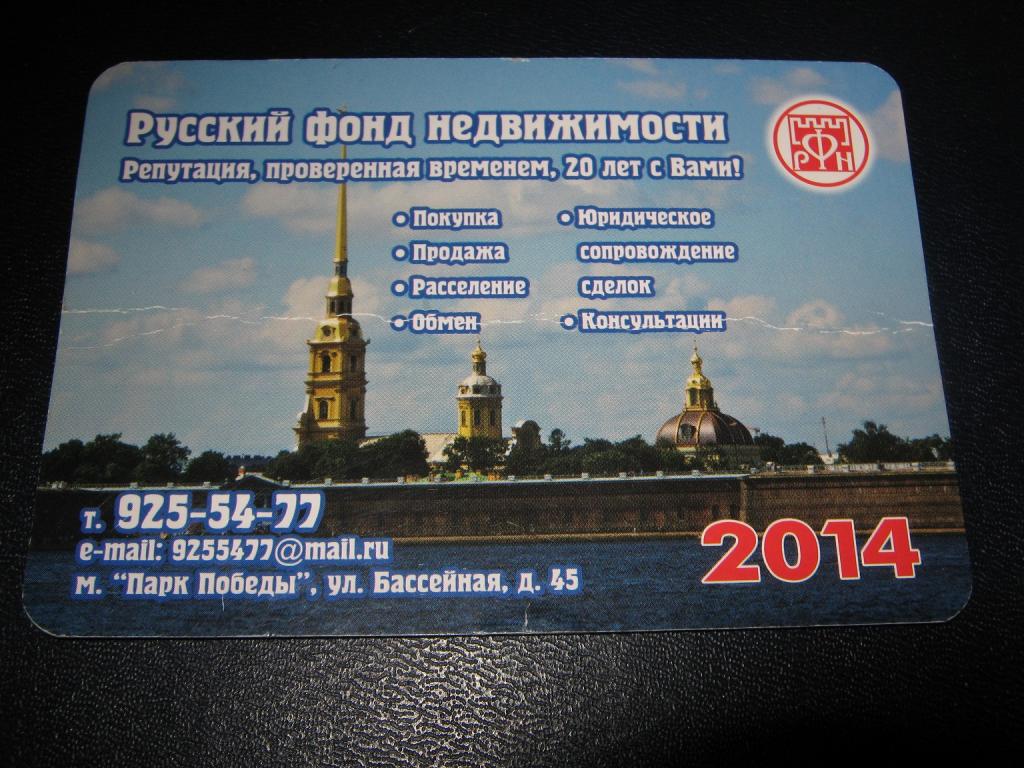 Русский фонд недвижимости
Репутация, проверенная временем, 20 лет с Вами!
РФН
• Покупка
• Продажа
• Расселение
• Обмен
• Юридическое
сопровождение
сделок
• Консультации
т. 925-54-77
e-mail: 9255477@mail.ru
м. “Парк Победы”, ул. Бассейная, д. 45
2014